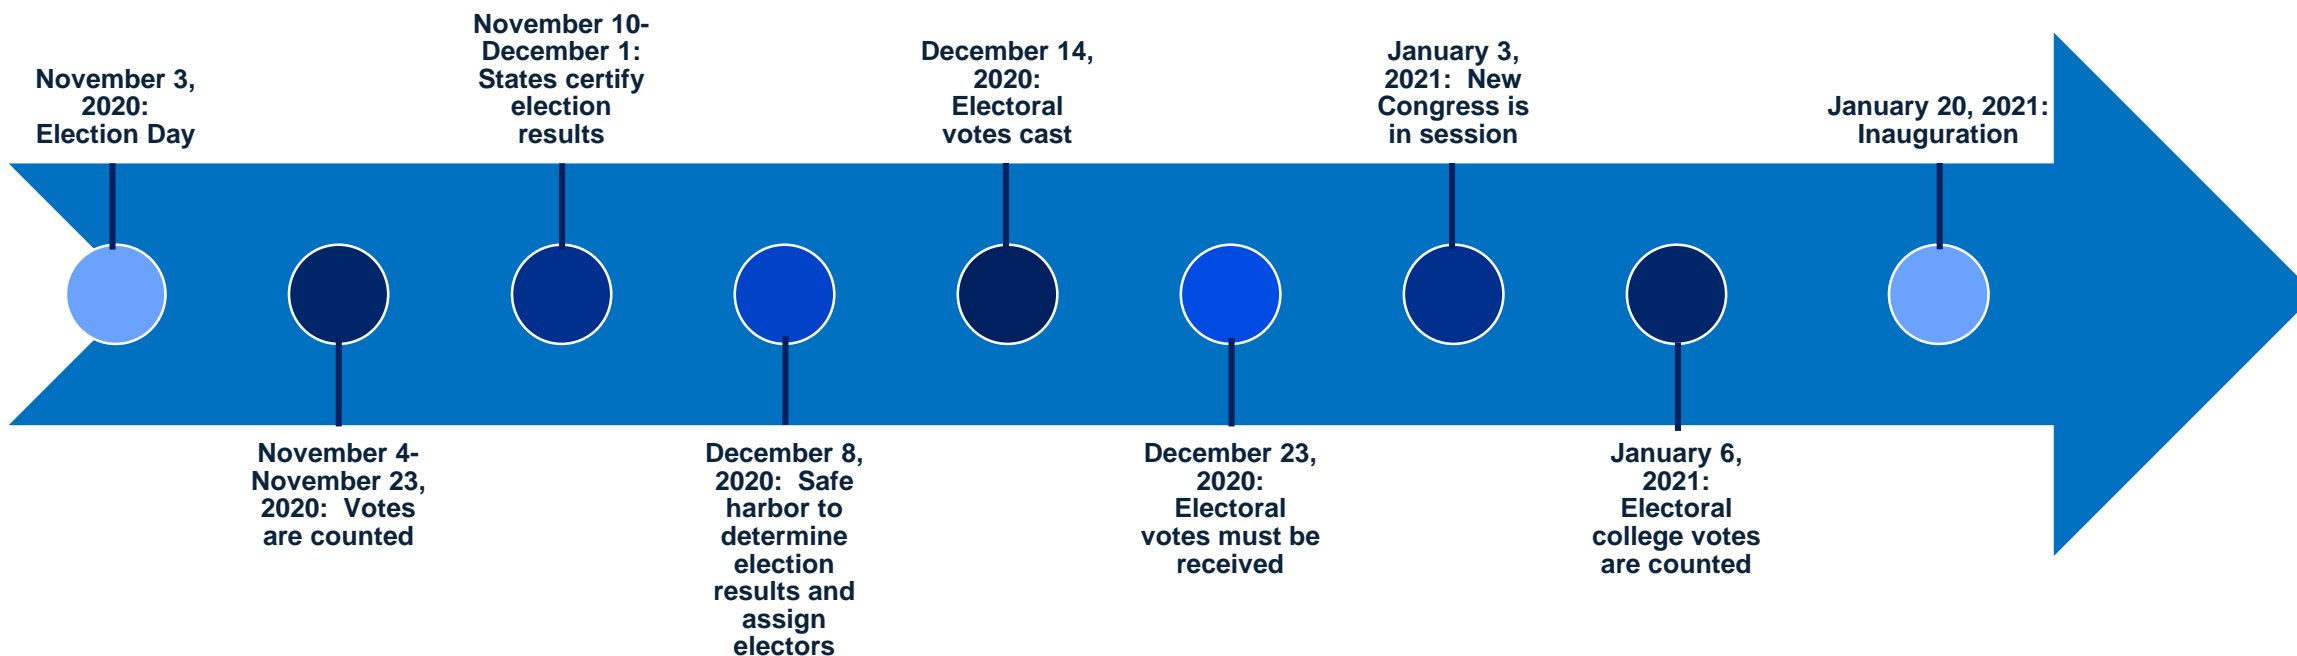 November 3,
2020:
Election Day
November 4-
November 23,
2020:  Votes
are counted
November 10-
December 1:
States certify
election
results
December 8,
2020:  Safe
harbor to
determine
election
results and
assign
electors
December 14,
2020:
Electoral
votes cast
December 23,
2020:
Electoral
votes must be
received
January 3,
2021:  New
Congress is
in session
January 6,
2021:
Electoral
college votes
are counted
January 20, 2021:
Inauguration